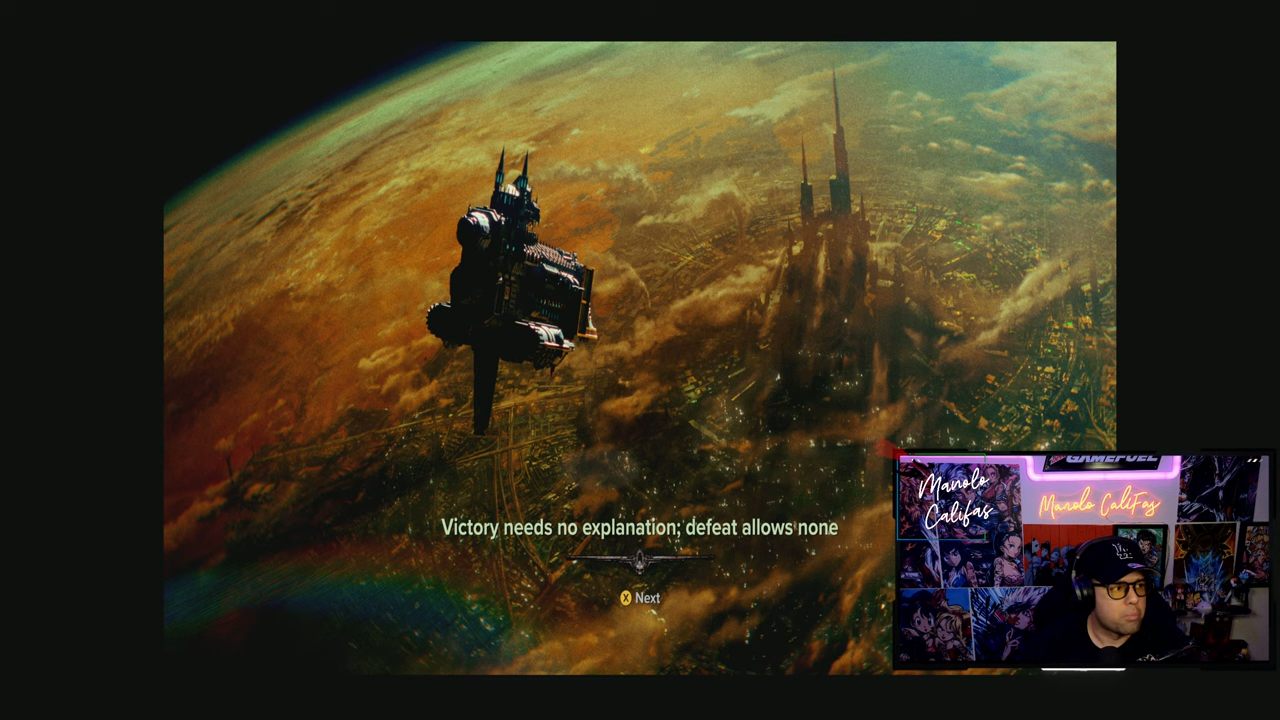 Victory needs no explanation; defeat allows none
X Next
GAMEFUEL
Manolo
Califas
Manolo CaliFas